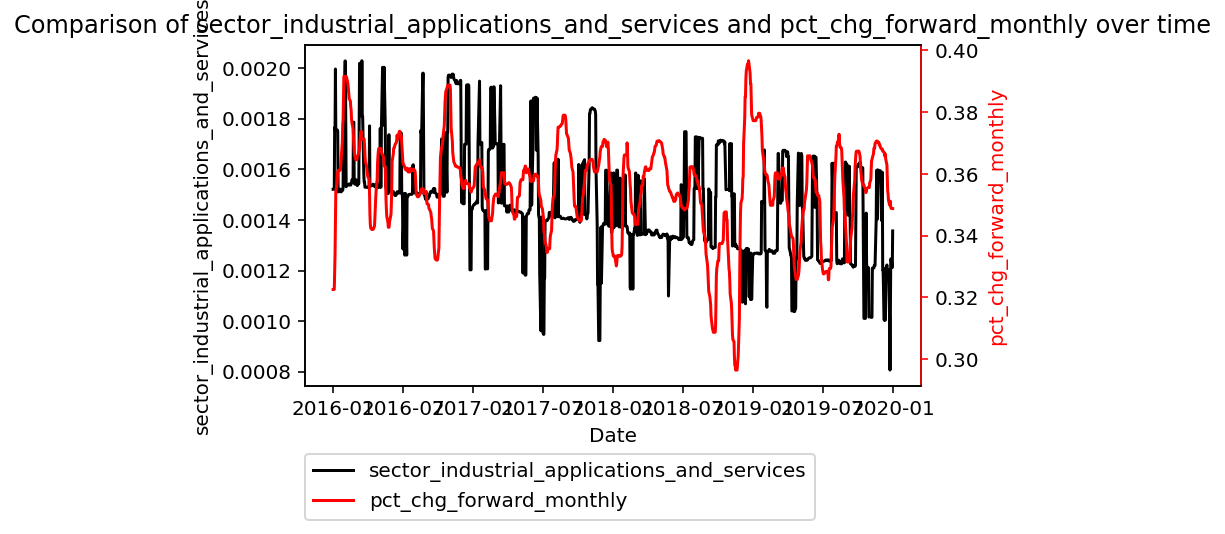 Comparison of sector_industrial_applications_and_services and pct_chg_forward_monthly over time
sector_industrial_applications_and_services
0.0020
0.0018
0.0016
0.0014
0.0012
0.0010
0.0008
0.40
0.38
0.36
0.34
0.32
0.30
pct_chg_forward_monthly
2016-01 2016-07 2017-01 2017-07 2018-01 2018-07 2019-01 2019-07 2020-01
Date
sector_industrial_applications_and_services
pct_chg_forward_monthly